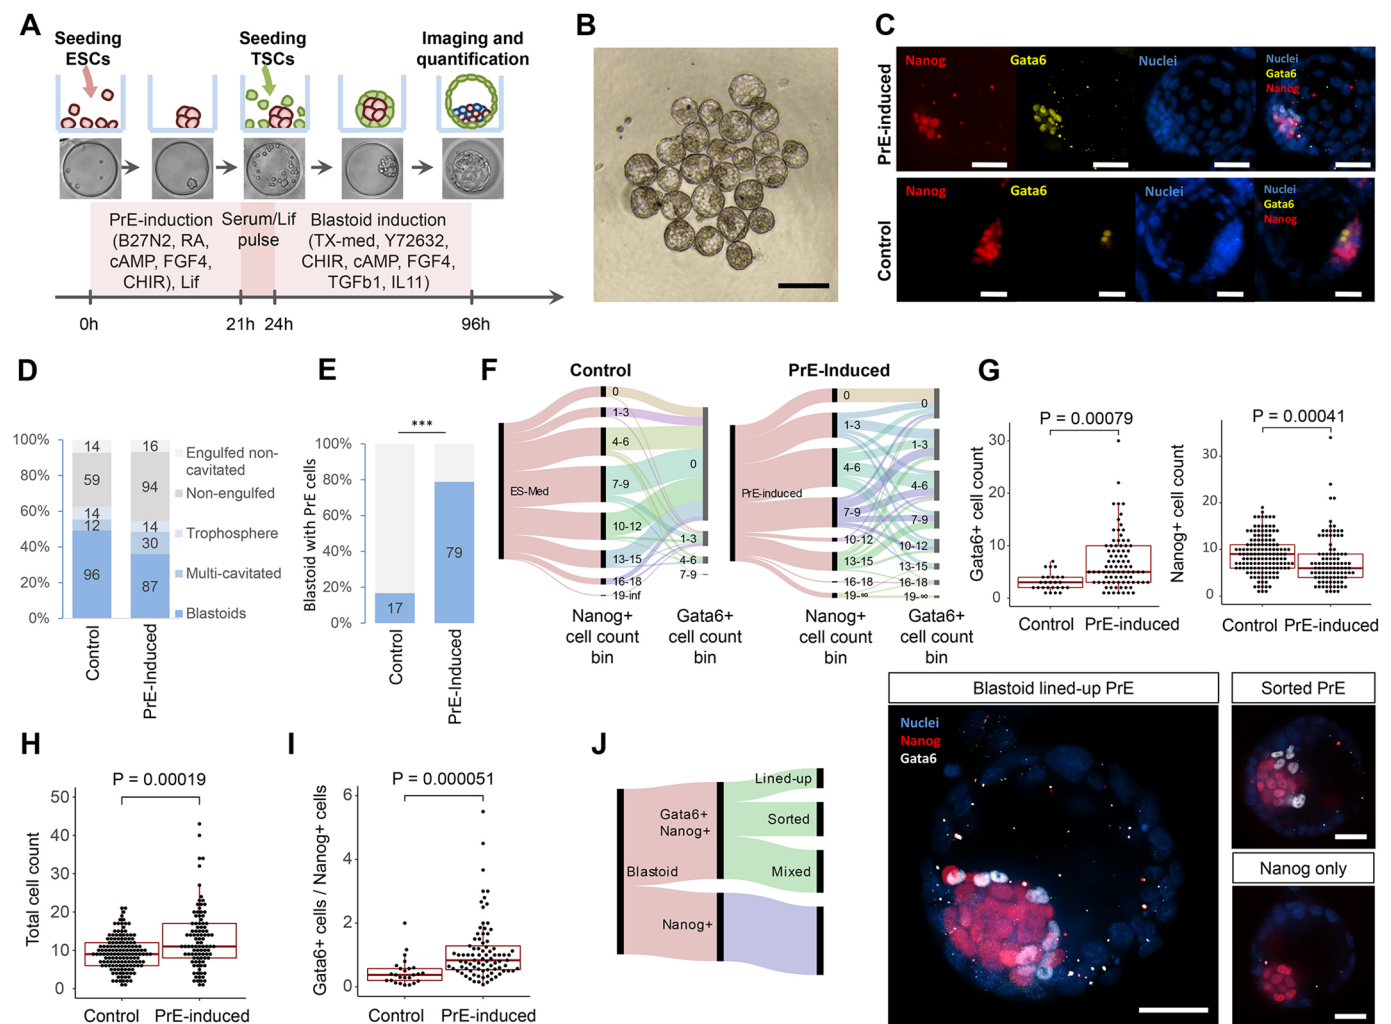 A
Seeding
ESCs
Seeding
TSCs
Imaging and
quantification
PrE-induction
(B27N2, RA,
cAMP, FGF4,
CHIR), Lif
Serum/Lif
pulse
Blastoid induction
(TX-med, Y72632,
CHIR, cAMP, FGF4,
TGFb1, IL11)
0h
21h
24h
96h
B
C
PrE-induced
Nanog
Gata6
Nuclei
Nuclei
Gata6
Nanog
Control
Nanog
Gata6
Nuclei
Nuclei
Gata6
Nanog
D
100%
80%
60%
40%
20%
0%
14
59
14
12
96
16
94
14
30
87
Control
PrE-Induced
Engulfed non-
cavitated
Non-engulfed
Trophosphere
Multi-cavitated
Blastoids
E
Blastoid with PrE cells
100%
80%
60%
40%
20%
0%
***
17
79
Control
PrE-Induced
F
Control
ES-Med
0
1-3
4-6
7-9
10-12
13-15
16-18
19-inf
0
1-3
4-6
7-9
Nanog+
cell count
bin
Gata6+
cell count
bin
PrE-Induced
PrE-induced
0
1-3
4-6
7-9
10-12
13-15
16-18
19-∞
0
1-3
4-6
7-9
10-12
13-15
16-18
19-∞
Nanog+
cell count
bin
Gata6+
cell count
bin
G
P = 0.00079
Gata6+ cell count
30
20
10
0
Control
PrE-induced
P = 0.00041
Nanog+ cell count
30
20
10
0
Control
PrE-induced
H
P = 0.00019
Total cell count
50
40
30
20
10
0
Control
PrE-induced
I
P = 0.000051
Gata6+ cells / Nanog+ cells
6
4
2
0
Control
PrE-induced
J
Blastoid
Gata6+
Nanog+
Nanog+
Lined-up
Sorted
Mixed
Blastoid lined-up PrE
Nuclei
Nanog
Gata6
Sorted PrE
Nanog only